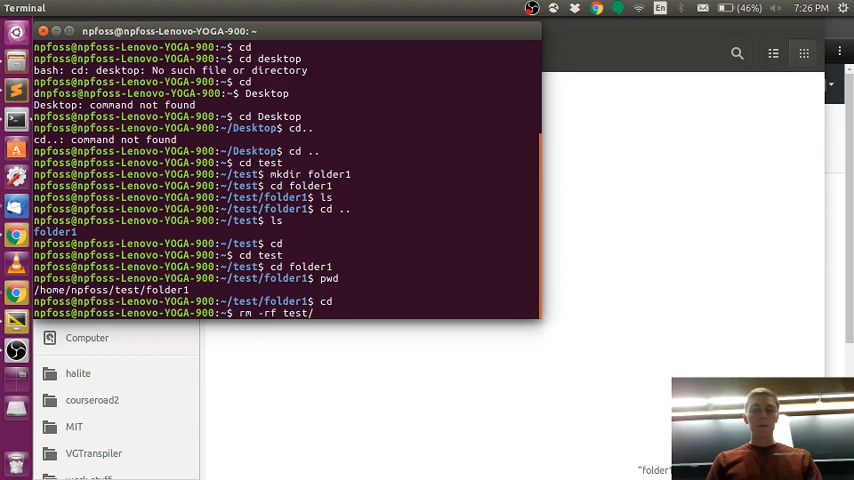 Terminal
En
(46%)
7:26 PM
npfoss@npfoss-Lenovo-YOGA-900: ~
npfoss@npfoss-Lenovo-YOGA-900:~$ cd
npfoss@npfoss-Lenovo-YOGA-900:~$ cd desktop
bash: cd: desktop: No such file or directory
npfoss@npfoss-Lenovo-YOGA-900:~$ cd
dnpfoss@npfoss-Lenovo-YOGA-900:~$ Desktop
Desktop: command not found
npfoss@npfoss-Lenovo-YOGA-900:~$ cd Desktop
npfoss@npfoss-Lenovo-YOGA-900:~/Desktop$ cd..
cd..: command not found
npfoss@npfoss-Lenovo-YOGA-900:~/Desktop$ cd ..
npfoss@npfoss-Lenovo-YOGA-900:~$ cd test
npfoss@npfoss-Lenovo-YOGA-900:~/test$ mkdir folder1
npfoss@npfoss-Lenovo-YOGA-900:~/test$ cd folder1
npfoss@npfoss-Lenovo-YOGA-900:~/test/folder1$ ls
npfoss@npfoss-Lenovo-YOGA-900:~/test/folder1$ cd ..
npfoss@npfoss-Lenovo-YOGA-900:~/test$ ls
folder1
npfoss@npfoss-Lenovo-YOGA-900:~/test$ cd
npfoss@npfoss-Lenovo-YOGA-900:~$ cd test
npfoss@npfoss-Lenovo-YOGA-900:~/test$ cd folder1
npfoss@npfoss-Lenovo-YOGA-900:~/test/folder1$ pwd
/home/npfoss/test/folder1
npfoss@npfoss-Lenovo-YOGA-900:~/test/folder1$ cd
npfoss@npfoss-Lenovo-YOGA-900:~$ rm -rf test/
Computer
halite
courseroad2
MIT
VGTranspiler
"folder1